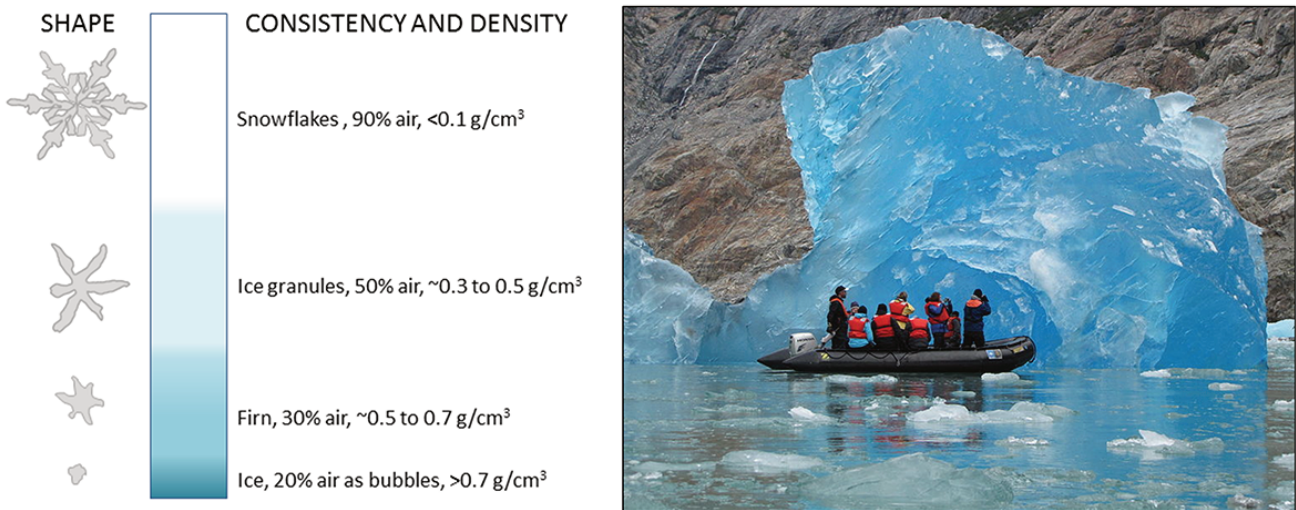 SHAPE
CONSISTENCY AND DENSITY
Snowflakes , 90% air, <0.1 g/cm³
Ice granules, 50% air, ~0.3 to 0.5 g/cm³
Firn, 30% air, ~0.5 to 0.7 g/cm³
Ice, 20% air as bubbles, >0.7 g/cm³